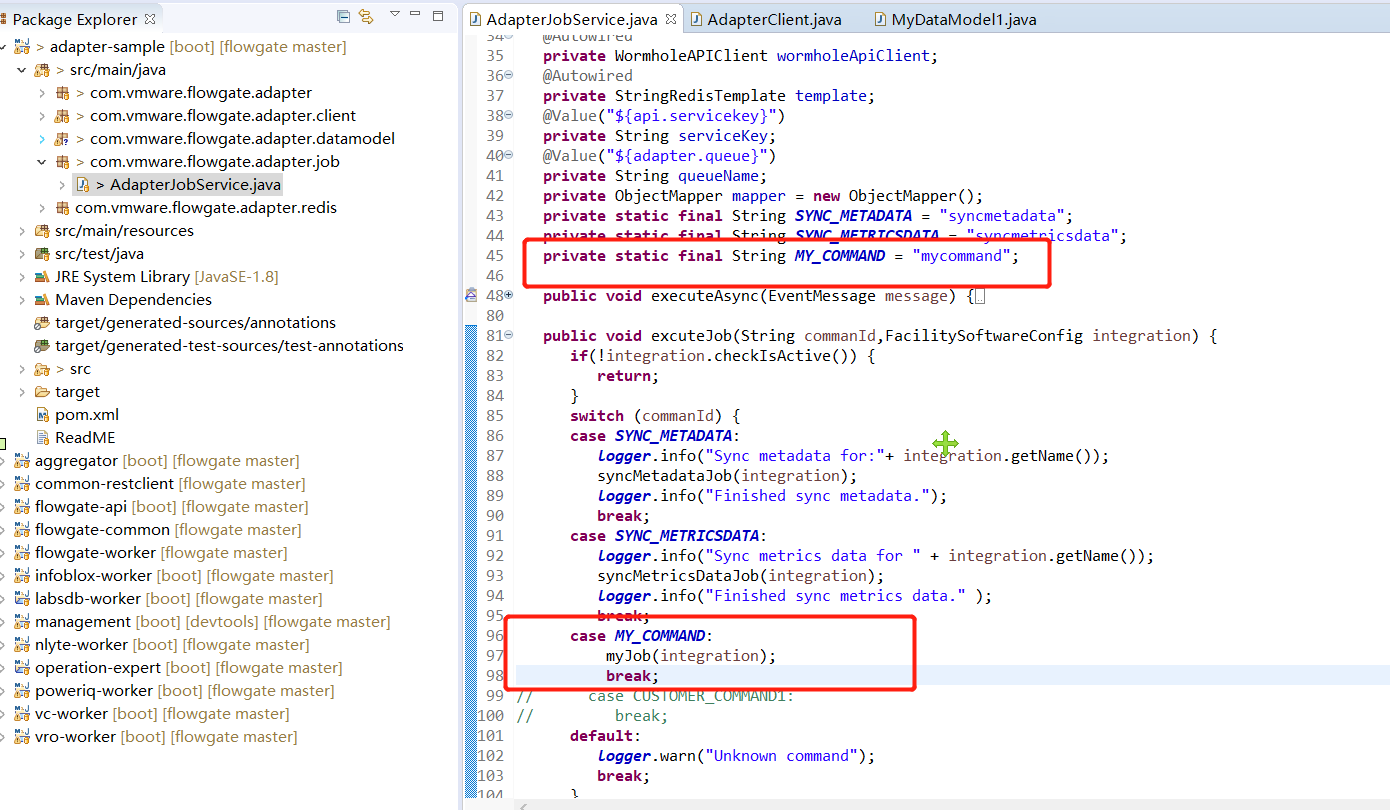 Package Explorer
> adapter-sample [boot] [flowgate master]
> src/main/java
> com.vmware.flowgate.adapter
> com.vmware.flowgate.adapter.client
> com.vmware.flowgate.adapter.datamodel
> com.vmware.flowgate.adapter.job
> AdapterJobService.java
com.vmware.flowgate.adapter.redis
src/main/resources
src/test/java
JRE System Library [JavaSE-1.8]
Maven Dependencies
target/generated-sources/annotations
target/generated-test-sources/test-annotations
> src
target
pom.xml
ReadME
aggregator [boot] [flowgate master]
common-restclient [flowgate master]
flowgate-api [boot] [flowgate master]
flowgate-common [flowgate master]
flowgate-worker [flowgate master]
infoblox-worker [boot] [flowgate master]
labsdb-worker [boot] [flowgate master]
management [boot] [devtools] [flowgate master]
nlyte-worker [boot] [flowgate master]
operation-expert [boot] [flowgate master]
poweriq-worker [boot] [flowgate master]
vc-worker [boot] [flowgate master]
vro-worker [boot] [flowgate master]
AdapterJobService.java AdapterClient.java MyDataModel1.java
34 @Autowired
35 private WormholeAPIClient wormholeApiClient;
36 @Autowired
37 private StringRedisTemplate template;
38 @Value("${api.servicekey}")
39 private String serviceKey;
40 @Value("${adapter.queue}")
41 private String queueName;
42 private ObjectMapper mapper = new ObjectMapper();
43 private static final String SYNC_METADATA = "syncmetadata";
44 private static final String SYNC_METRICSDATA = "syncmetricsdata";
45 private static final String MY_COMMAND = "mycommand";
46
48 public void executeAsync(EventMessage message) {
80
81 public void excuteJob(String commanId,FacilitySoftwareConfig integration) {
82 if(!integration.checkIsActive()) {
83 return;
84 }
85 switch (commanId) {
86 case SYNC_METADATA:
87 logger.info("Sync metadata for:"+ integration.getName());
88 syncMetadataJob(integration);
89 logger.info("Finished sync metadata.");
90 break;
91 case SYNC_METRICSDATA:
92 logger.info("Sync metrics data for " + integration.getName());
93 syncMetricsDataJob(integration);
94 logger.info("Finished sync metrics data." );
95 break;
96 case MY_COMMAND:
97 myJob(integration);
98 break;
99 // case CUSTOMER_COMMAND1:
100 // break;
101 default:
102 logger.warn("Unknown command");
103 break;
104 }